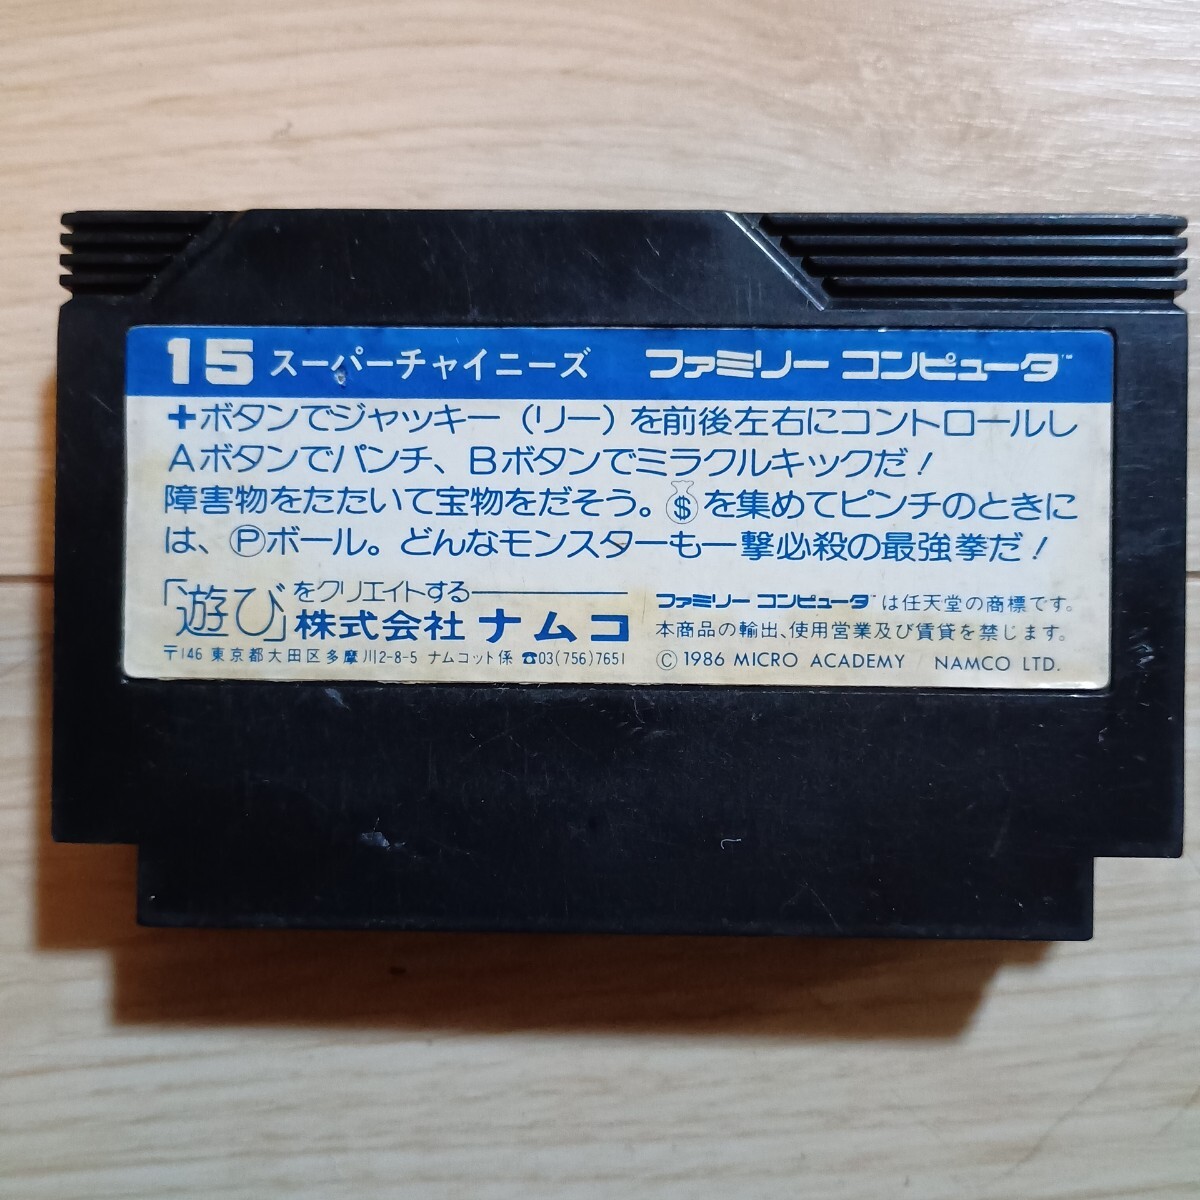 15 スーパーチャイニーズ ファミリー コンピュータ™
+ボタンでジャッキー(リー)を前後左右にコントロールし
Aボタンでパンチ、Bボタンでミラクルキックだ!
障害物をたたいて宝物をだそう。$を集めてピンチのときに
は、Ⓟボール。どんなモンスターも一撃必殺の最強拳だ!
「遊び」をクリエイトする
株式会社ナムコ
〒146 東京都大田区多摩川2-8-5 ナムコット係 ☎03(756)7651
ファミリー コンピュータ™は任天堂の商標です。
本商品の輸出、使用営業及び賃貸を禁じます。
© 1986 MICRO ACADEMY / NAMCO LTD.